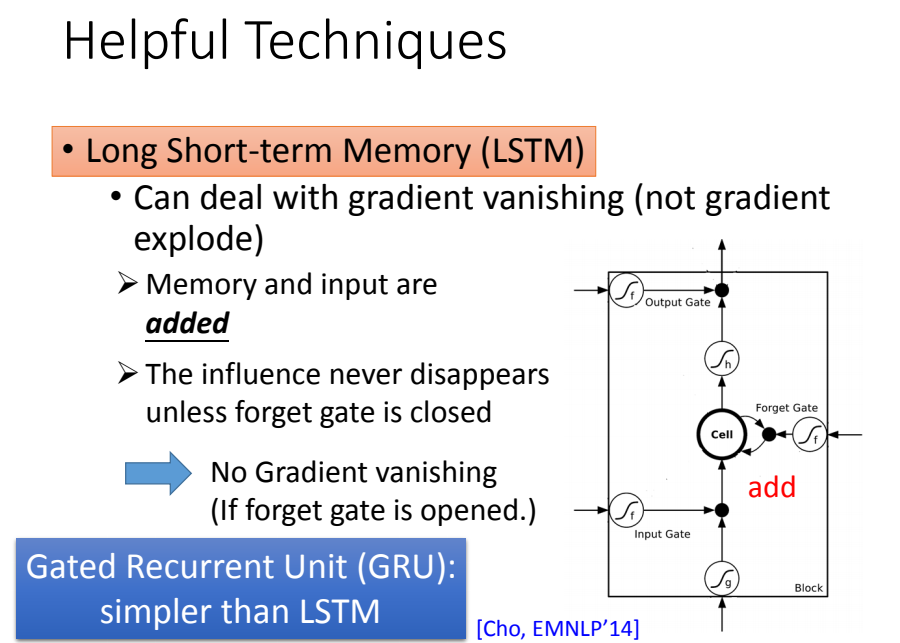 Helpful Techniques
• Long Short-term Memory (LSTM)
• Can deal with gradient vanishing (not gradient
explode)
➢ Memory and input are
added
➢ The influence never disappears
unless forget gate is closed
No Gradient vanishing
(If forget gate is opened.)
Gated Recurrent Unit (GRU):
simpler than LSTM
[Cho, EMNLP’14]
f
Output Gate
h
Forget Gate
Cell
f
add
f
Input Gate
g
Block